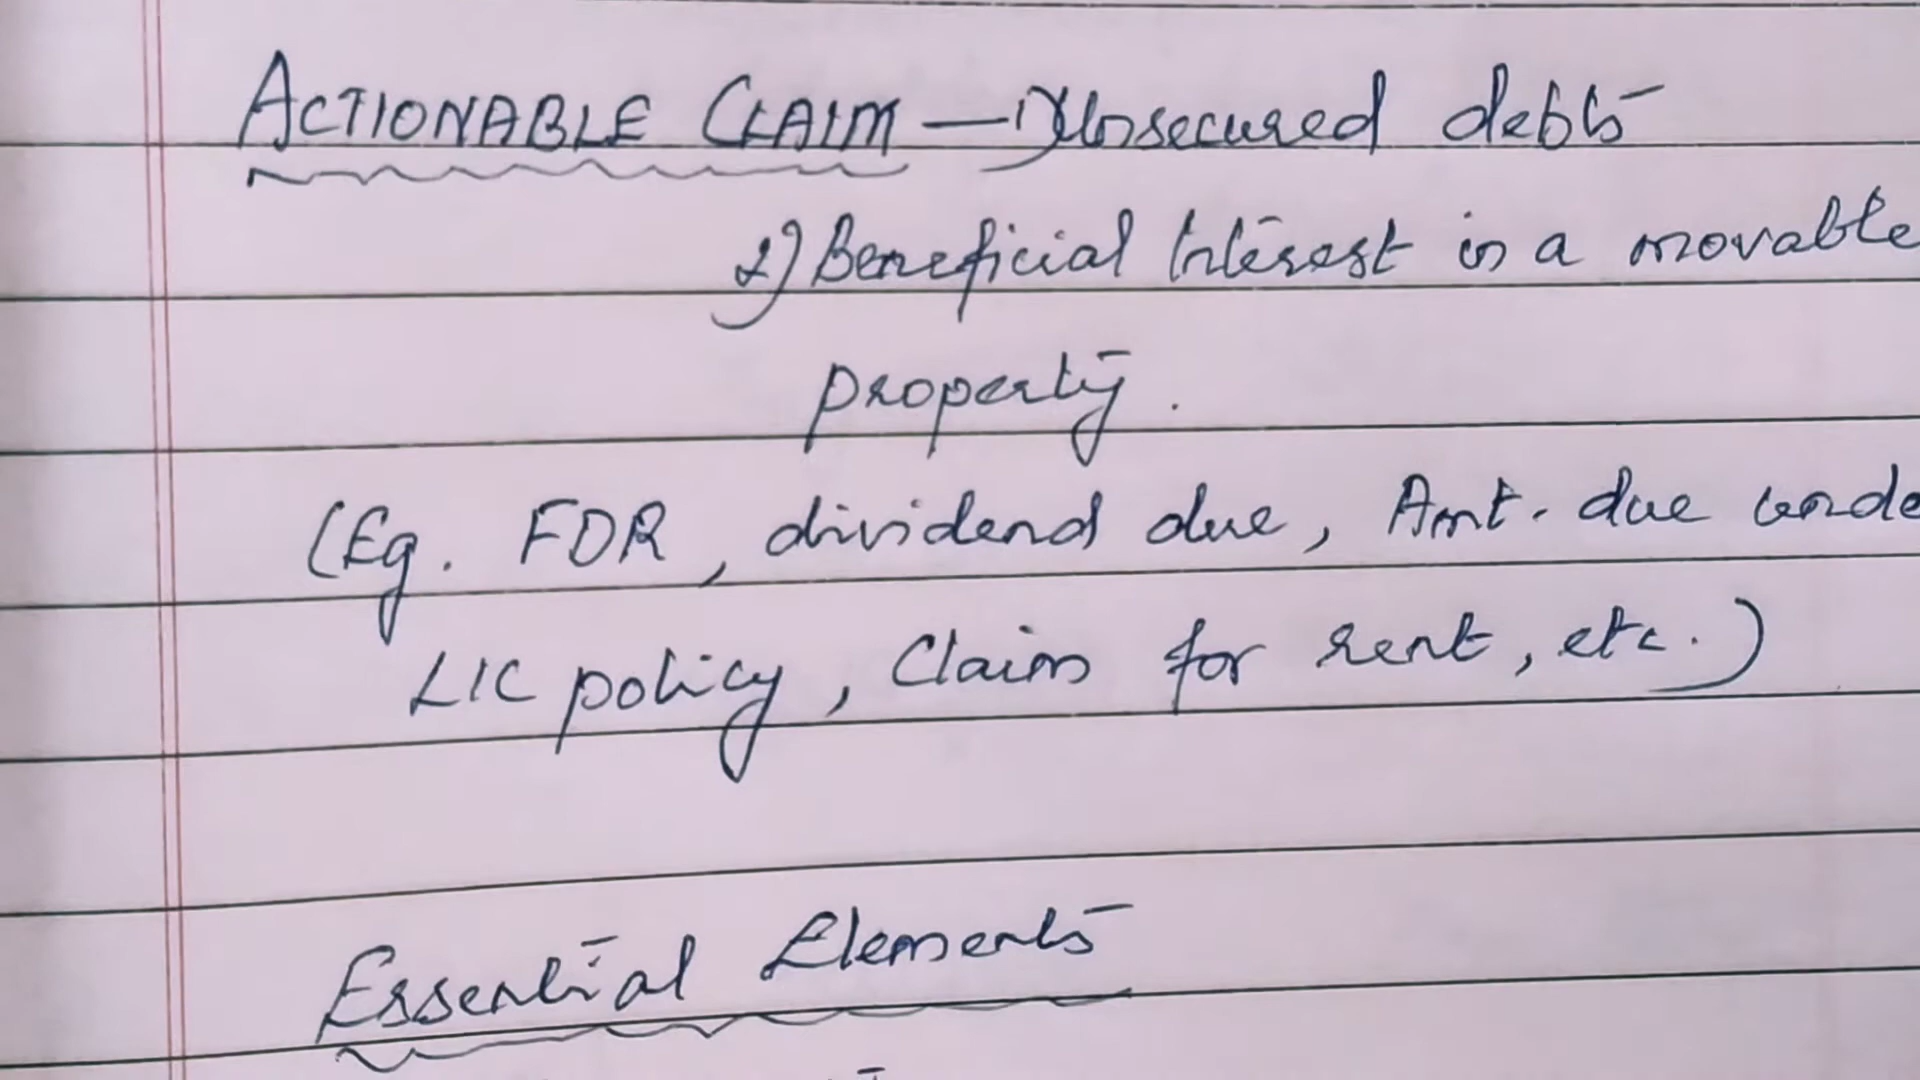 ACTIONABLE CLAIM — 1) Unsecured debts
2) Beneficial Interest in a movable
property.
(Eg. FDR, dividend due, Amt. due unde
LIC policy, Claim for rent, etc.)
Essential Elements